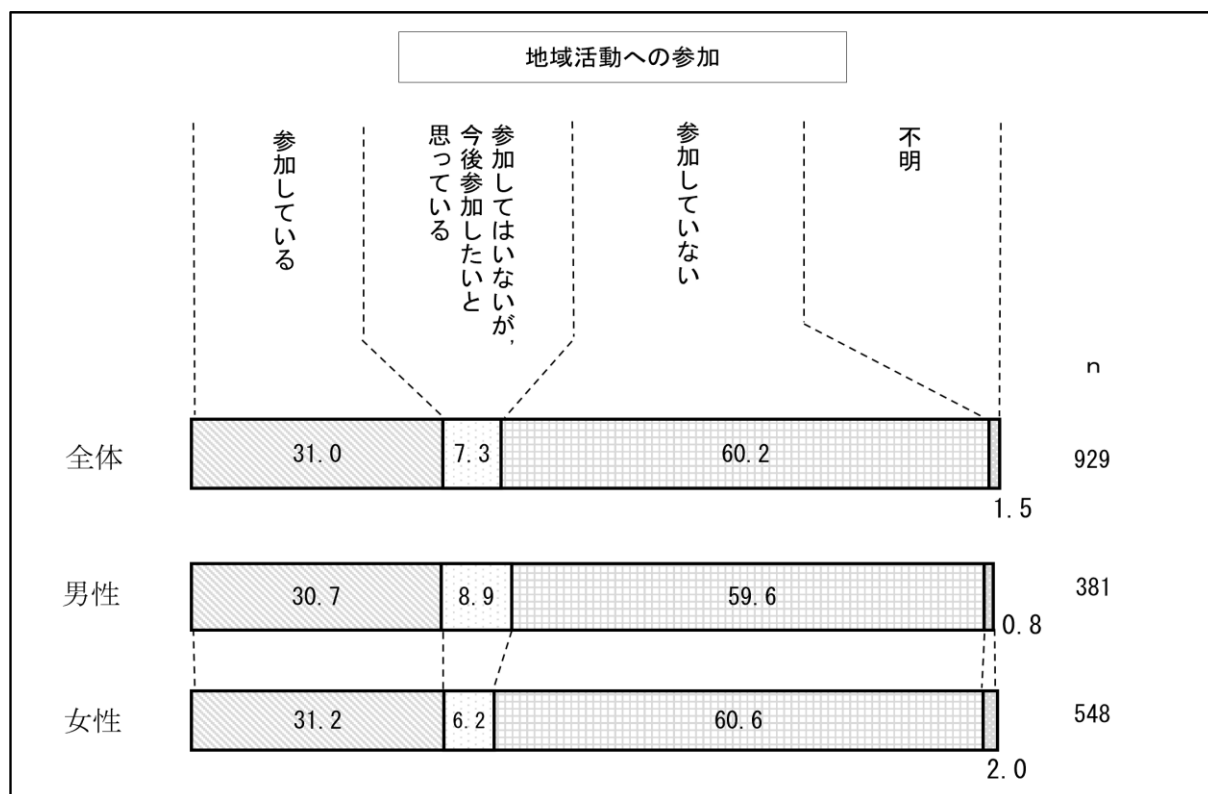 地域活動への参加
参加している
参加してはいないが，
今後参加したいと
思っている
参加していない
不明
n
全体
31.0
7.3
60.2
929
1.5
男性
30.7
8.9
59.6
381
0.8
女性
31.2
6.2
60.6
548
2.0